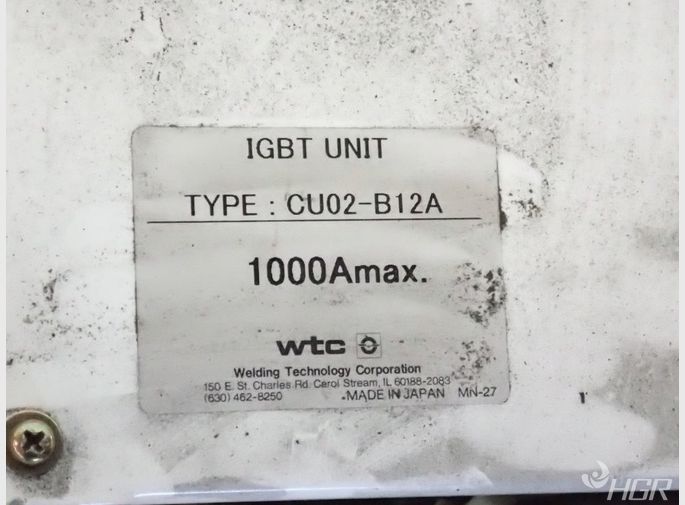 IGBT UNIT
TYPE : CU02-B12A
1000Amax.
wtc
Welding Technology Corporation
150 E. St. Charles Rd. Carol Stream, IL 60188-2083
(630) 462-8250
MADE IN JAPAN MN-27
HGR